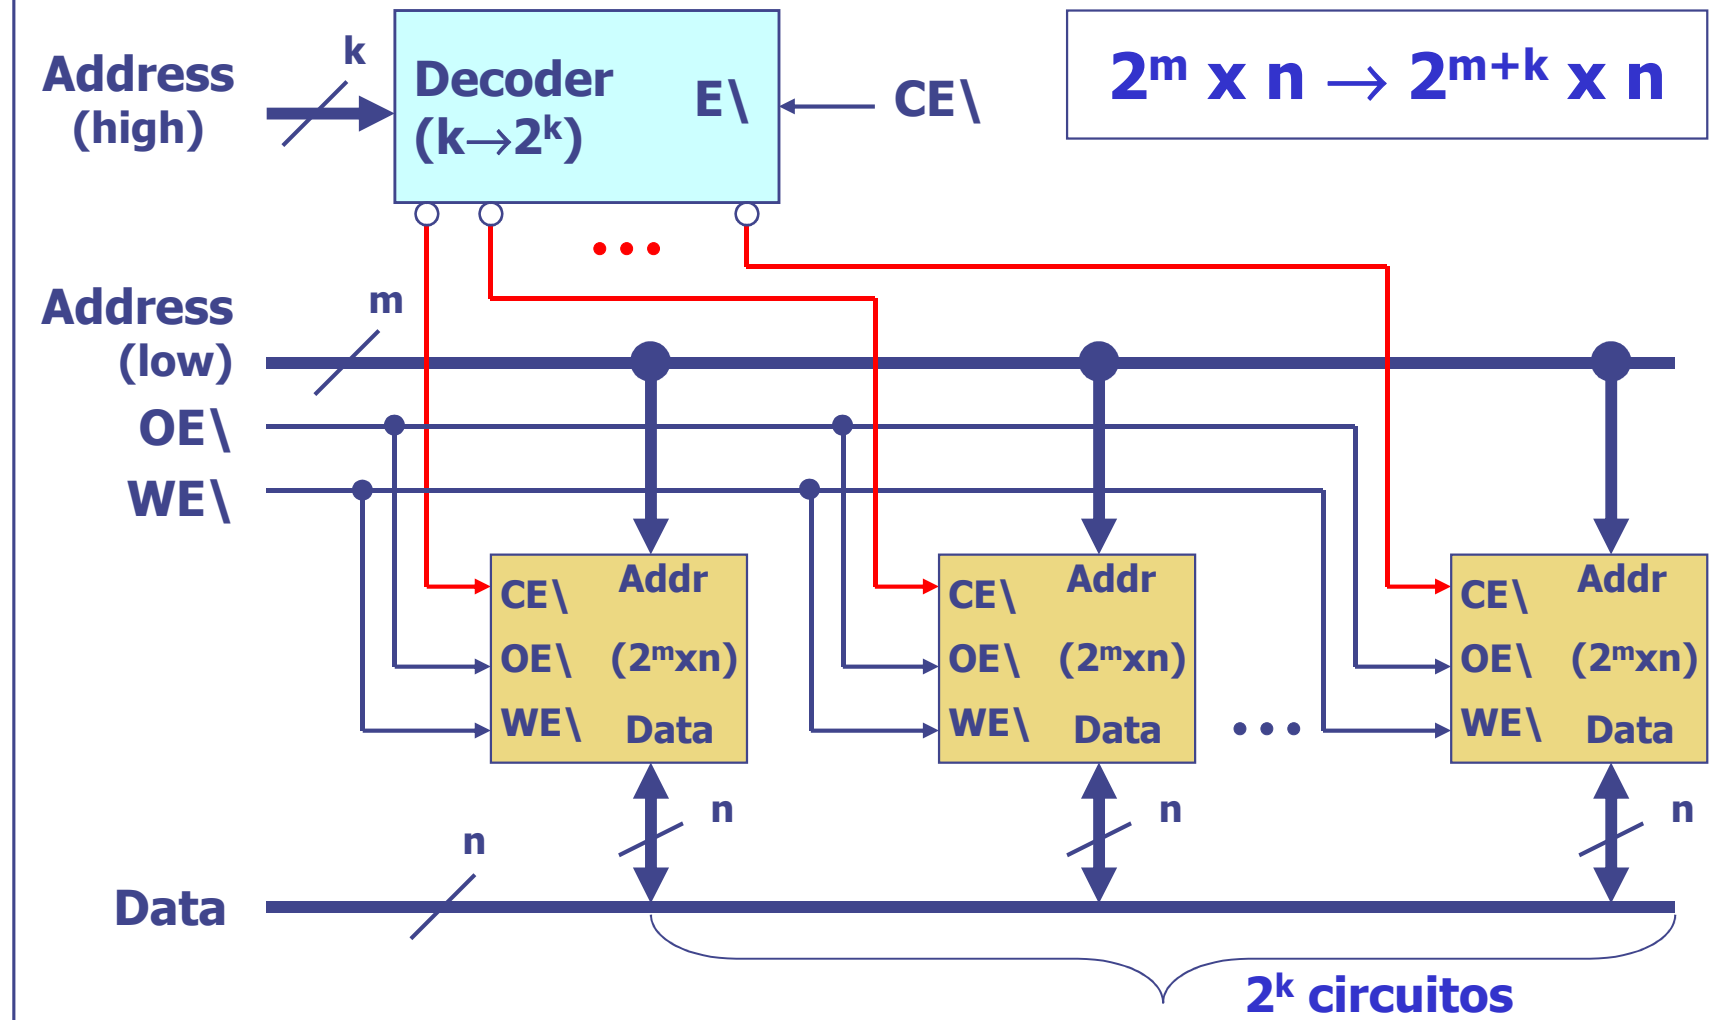 Address
(high)
k
Decoder
(k→2ᵏ)
E\
CE\
2ᵐ x n → 2ᵐ⁺ᵏ x n
•••
Address
(low)
m
OE\
WE\
CE\ Addr
OE\ (2ᵐxn)
WE\ Data
CE\ Addr
OE\ (2ᵐxn)
WE\ Data
•••
CE\ Addr
OE\ (2ᵐxn)
WE\ Data
n
n
n
n
Data
2ᵏ circuitos